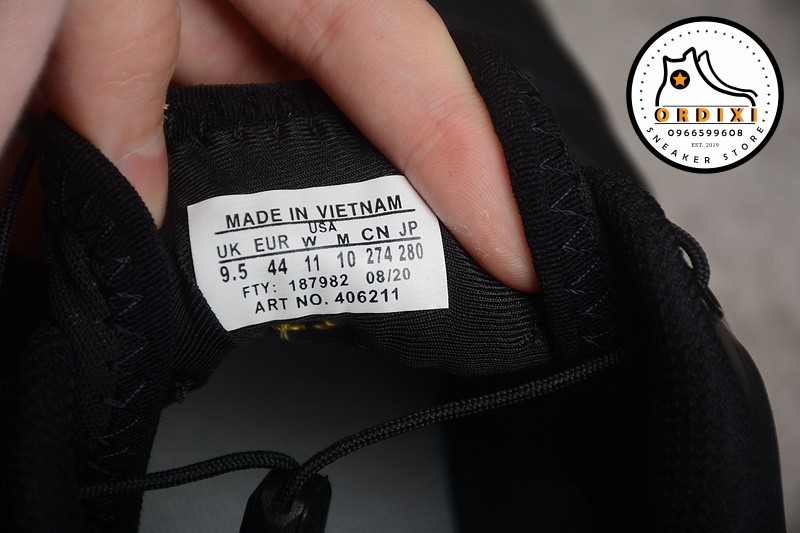 MADE IN VIETNAM
USA
UK EUR W M CN JP
9.5 44 11 10 274 280
FTY: 187982 08/20
ART NO. 406211
ORDIXI
0966599608
EST. 2019
SNEAKER STORE